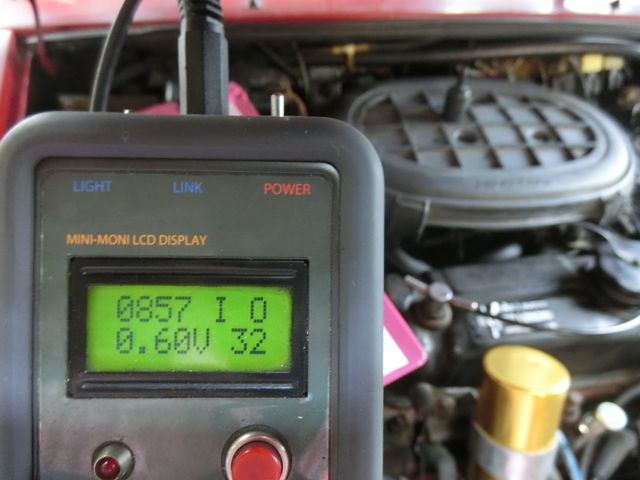 LIGHT LINK POWER
MINI-MONI LCD DISPLAY
0857 I 0
0.60V 32